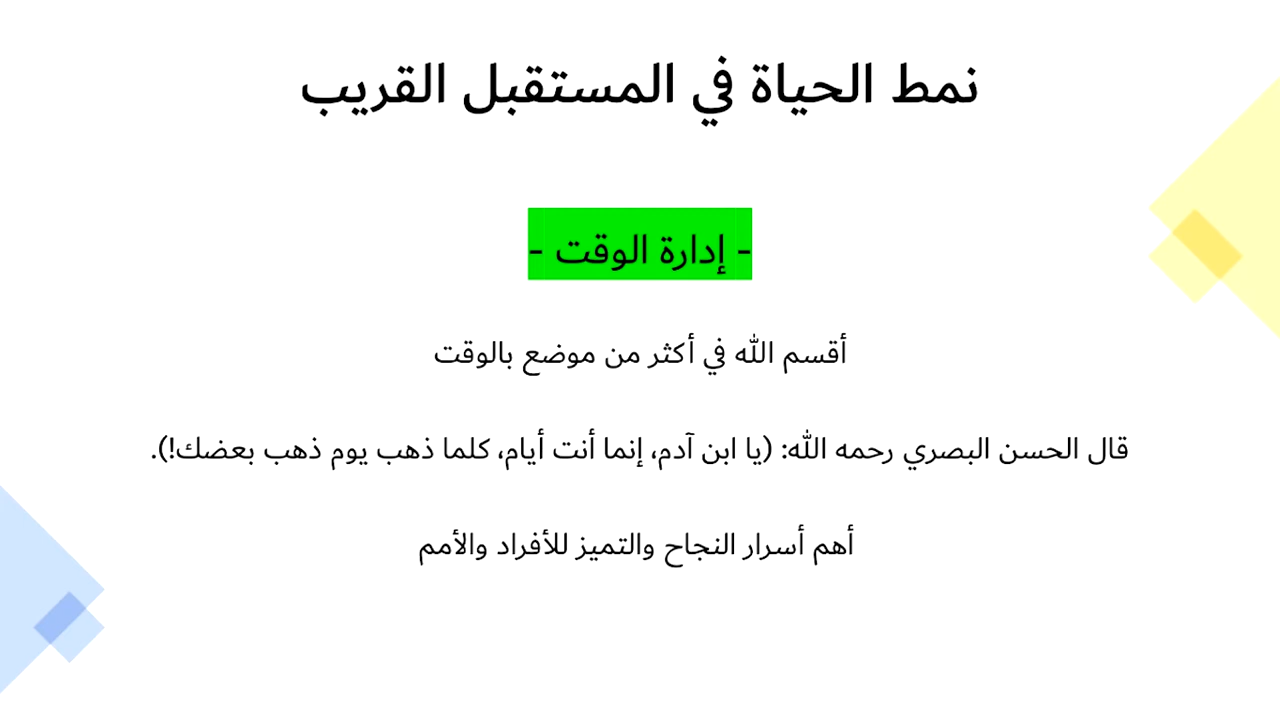 نمط الحياة في المستقبل القريب
- إدارة الوقت -
أقسم الله في أكثر من موضع بالوقت
قال الحسن البصري رحمه الله: (يا ابن آدم، إنما أنت أيام، كلما ذهب يوم ذهب بعضك!).
أهم أسرار النجاح والتميز للأفراد والأمم